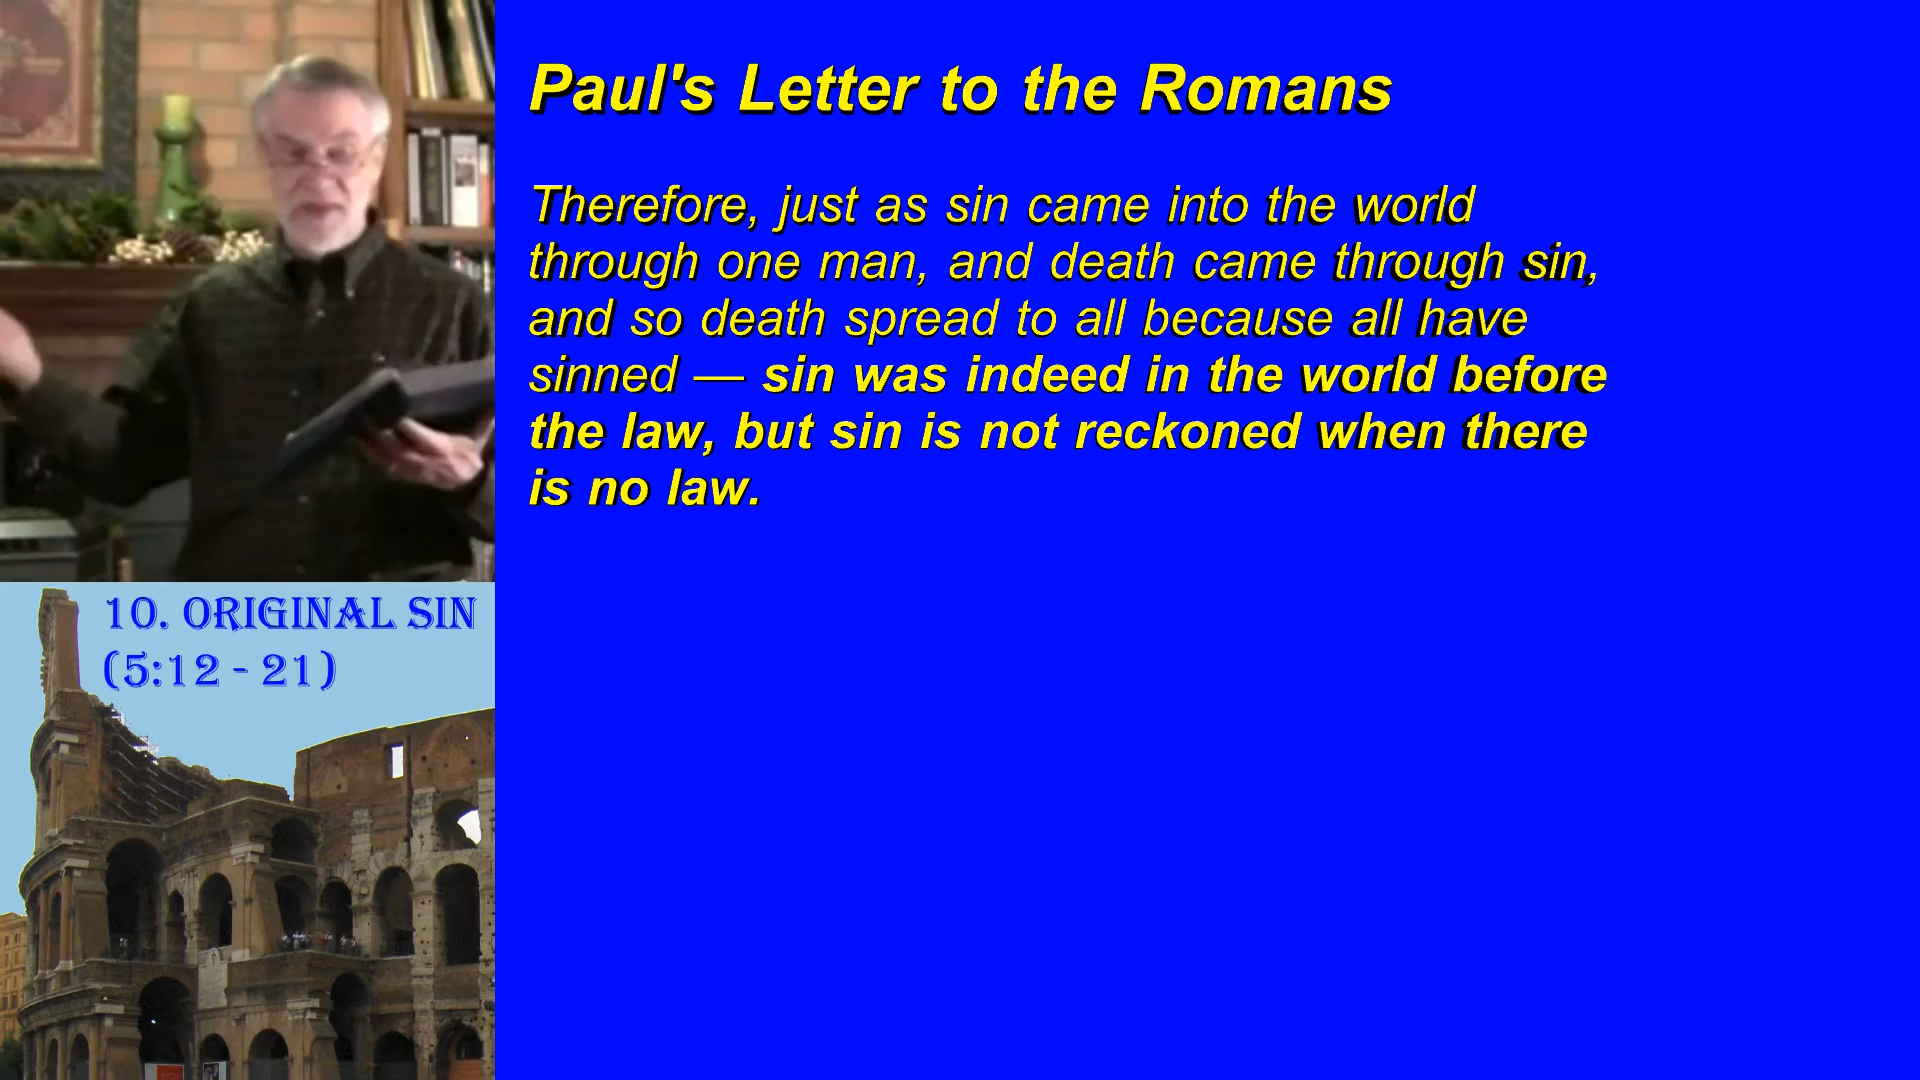 Paul's Letter to the Romans
Therefore, just as sin came into the world
through one man, and death came through sin,
and so death spread to all because all have
sinned — sin was indeed in the world before
the law, but sin is not reckoned when there
is no law.
10. ORIGINAL SIN
(5:12 - 21)